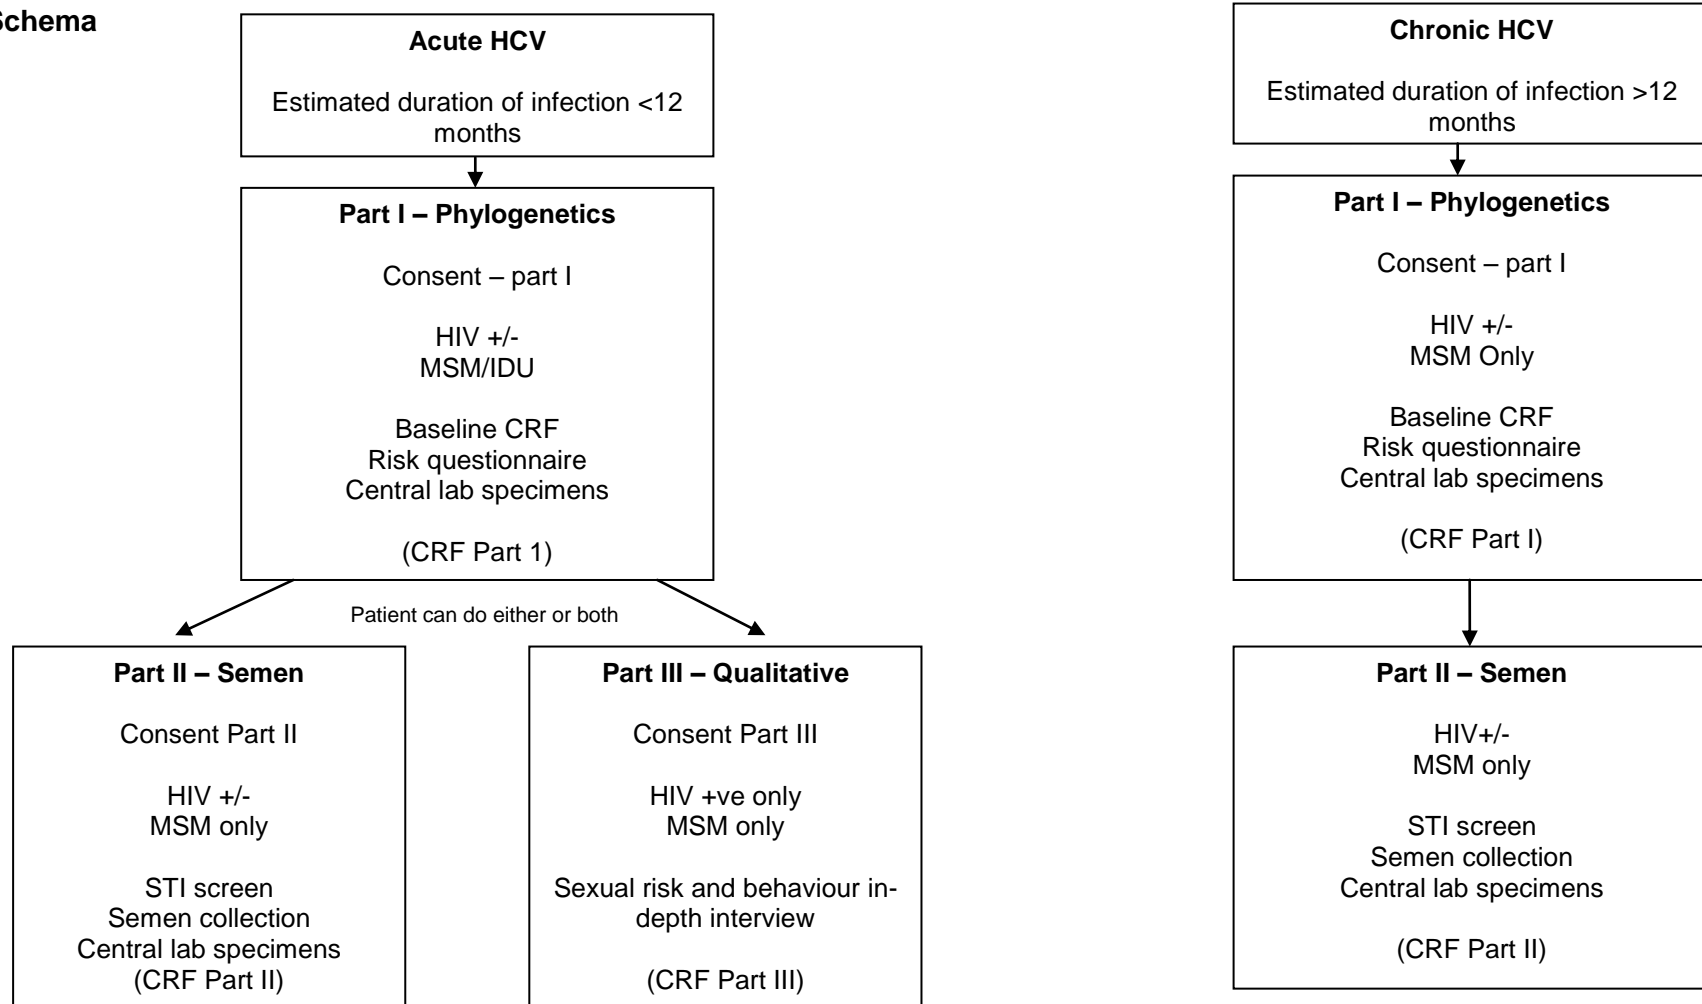 Schema
Acute HCV
Estimated duration of infection <12
months
Part I – Phylogenetics
Consent – part I
HIV +/-
MSM/IDU
Baseline CRF
Risk questionnaire
Central lab specimens
(CRF Part 1)
Patient can do either or both
Part II – Semen
Consent Part II
HIV +/-
MSM only
STI screen
Semen collection
Central lab specimens
(CRF Part II)
Part III – Qualitative
Consent Part III
HIV +ve only
MSM only
Sexual risk and behaviour in-
depth interview
(CRF Part III)
Chronic HCV
Estimated duration of infection >12
months
Part I – Phylogenetics
Consent – part I
HIV +/-
MSM Only
Baseline CRF
Risk questionnaire
Central lab specimens
(CRF Part I)
Part II – Semen
HIV+/-
MSM only
STI screen
Semen collection
Central lab specimens
(CRF Part II)